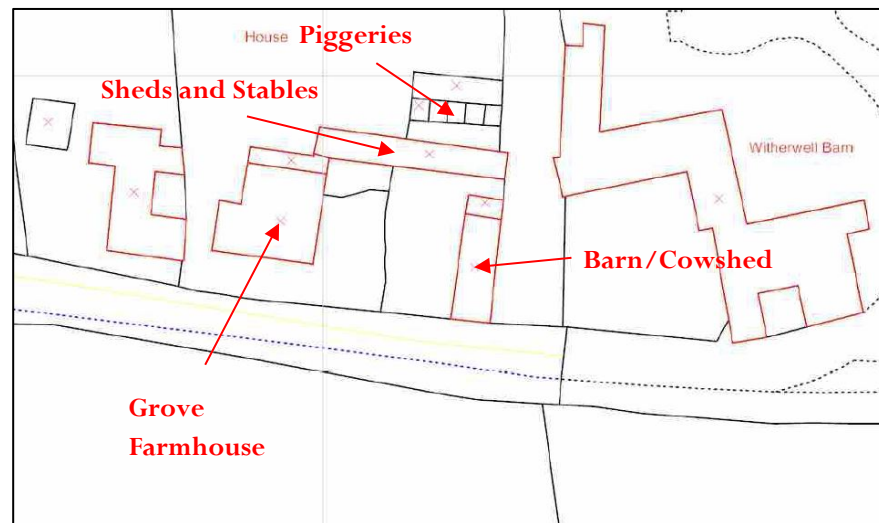 House
Piggeries
Sheds and Stables
Witherwell Barn
Barn/Cowshed
Grove
Farmhouse